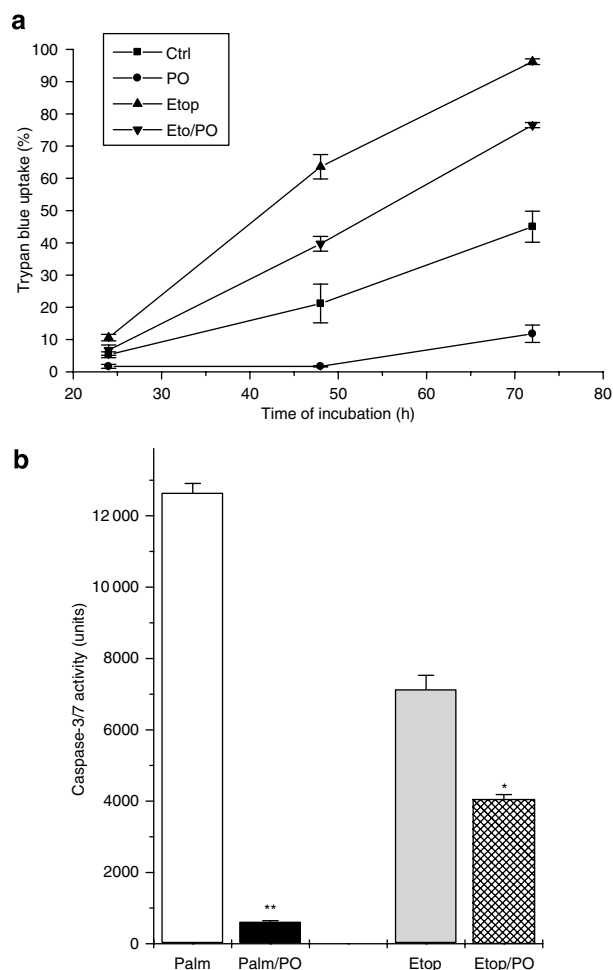 a
Ctrl
PO
Etop
Eto/PO
100
90
80
70
60
50
40
30
20
10
0
Trypan blue uptake (%)
20 30 40 50 60 70 80
Time of incubation (h)
b
12 000
10 000
8000
6000
4000
2000
0
Caspase-3/7 activity (units)
**
*
Palm Palm/PO Etop Etop/PO